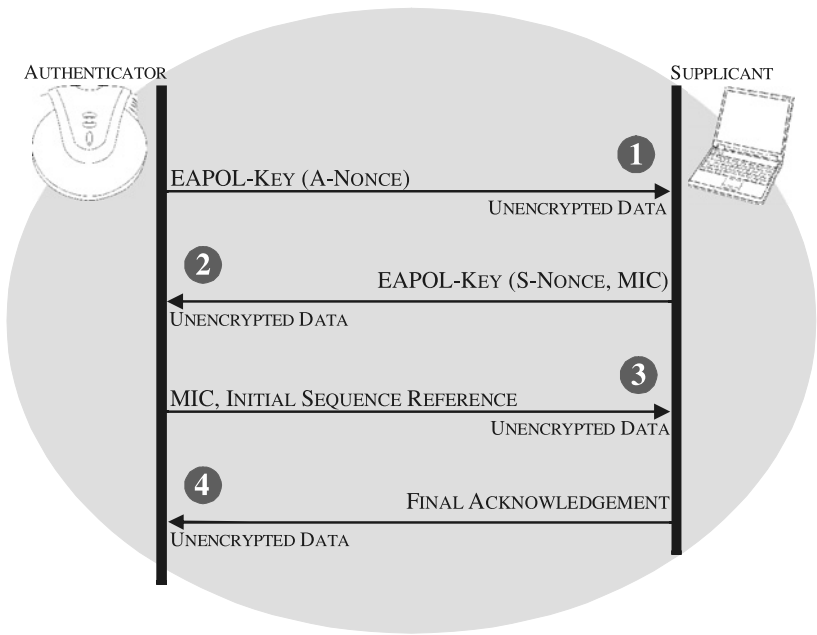 AUTHENTICATOR
SUPPLICANT
1
EAPOL-KEY (A-NONCE)
UNENCRYPTED DATA
2
EAPOL-KEY (S-NONCE, MIC)
UNENCRYPTED DATA
3
MIC, INITIAL SEQUENCE REFERENCE
UNENCRYPTED DATA
4
FINAL ACKNOWLEDGEMENT
UNENCRYPTED DATA